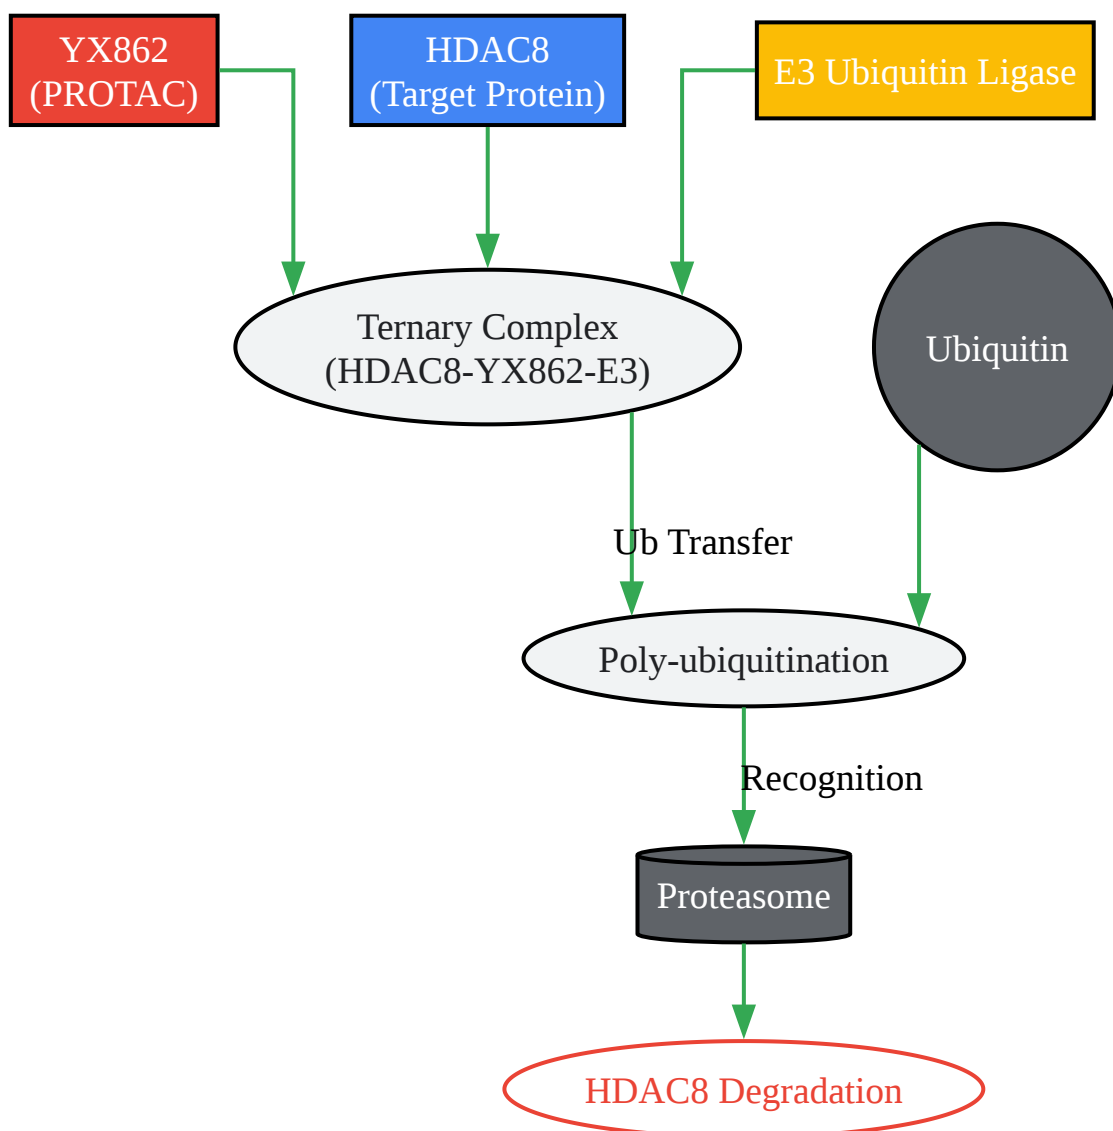 YX862
(PROTAC)
HDAC8
(Target Protein)
E3 Ubiquitin Ligase
Ternary Complex
(HDAC8-YX862-E3)
Ubiquitin
Ub Transfer
Poly-ubiquitination
Recognition
Proteasome
HDAC8 Degradation